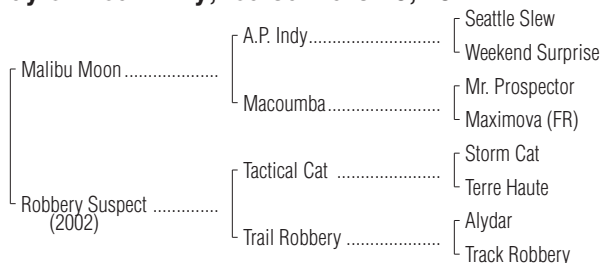 Seattle Slew
A.P. Indy
Weekend Surprise
Malibu Moon
Mr. Prospector
Macoumba
Maximova (FR)
Storm Cat
Tactical Cat
Terre Haute
Robbery Suspect
(2002)
Alydar
Trail Robbery
Track Robbery